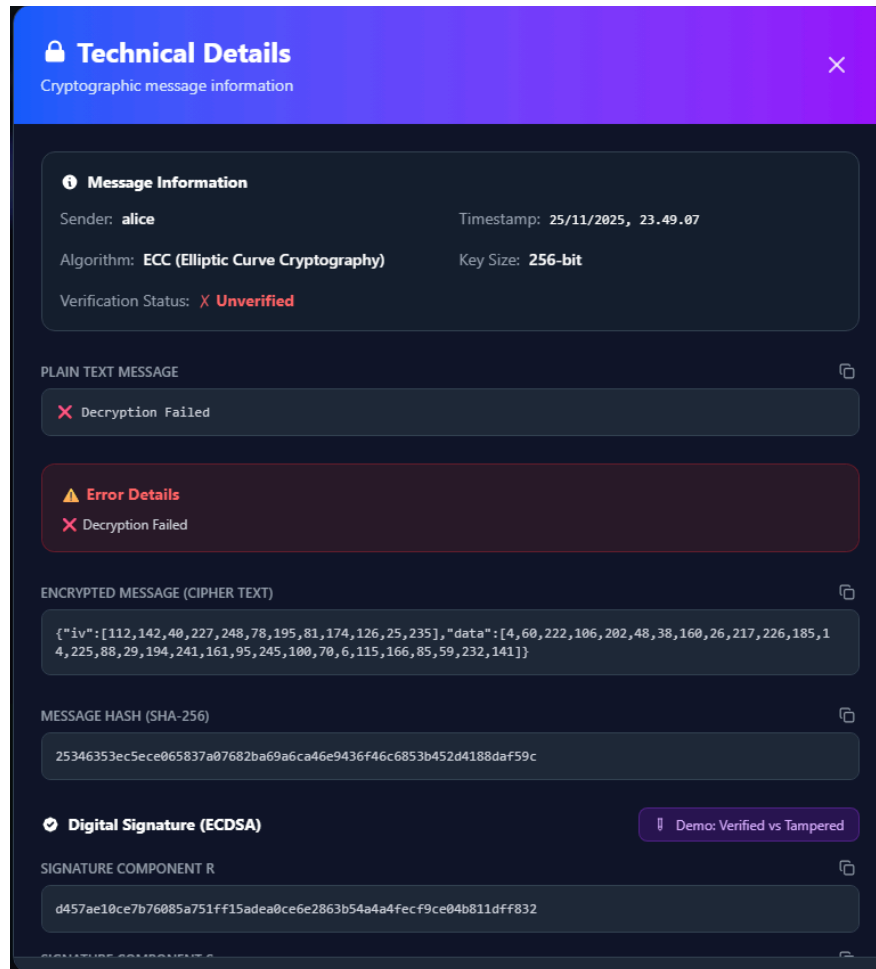 Technical Details
Cryptographic message information
Message Information
Sender: alice
Timestamp: 25/11/2025, 23.49.07
Algorithm: ECC (Elliptic Curve Cryptography)
Key Size: 256-bit
Verification Status: ✗ Unverified
PLAIN TEXT MESSAGE
❌ Decryption Failed
⚠️ Error Details
❌ Decryption Failed
ENCRYPTED MESSAGE (CIPHER TEXT)
{"iv":[112,142,40,227,248,78,195,81,174,126,25,235],"data":[4,60,222,106,202,48,38,160,26,217,226,185,1
4,225,88,29,194,241,161,95,245,100,70,6,115,166,85,59,232,141]}
MESSAGE HASH (SHA-256)
25346353ec5ece065837a07682ba69a6ca46e9436f46c6853b452d4188daf59c
Digital Signature (ECDSA)
Demo: Verified vs Tampered
SIGNATURE COMPONENT R
d457ae10ce7b76085a751ff15adea0ce6e2863b54a4a4fecf9ce04b811dff832
SIGNATURE COMPONENT S